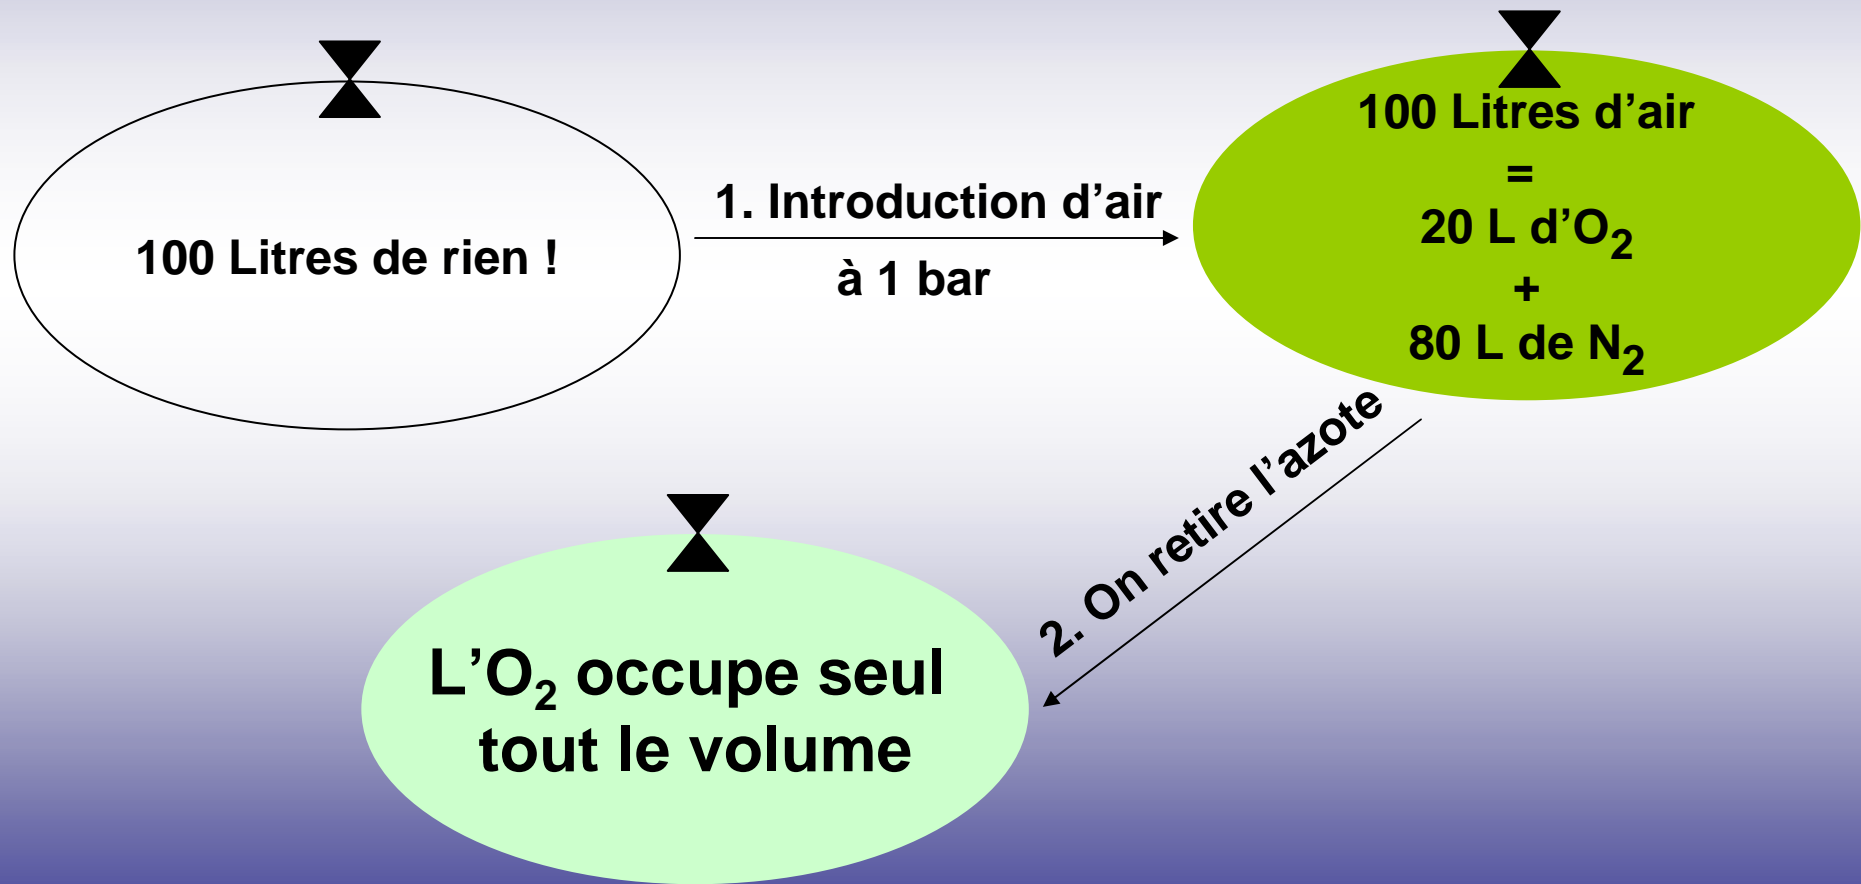 100 Litres de rien !
1. Introduction d’air
à 1 bar
100 Litres d’air
=
20 L d’O₂
+
80 L de N₂
2. On retire l’azote
L’O₂ occupe seul
tout le volume